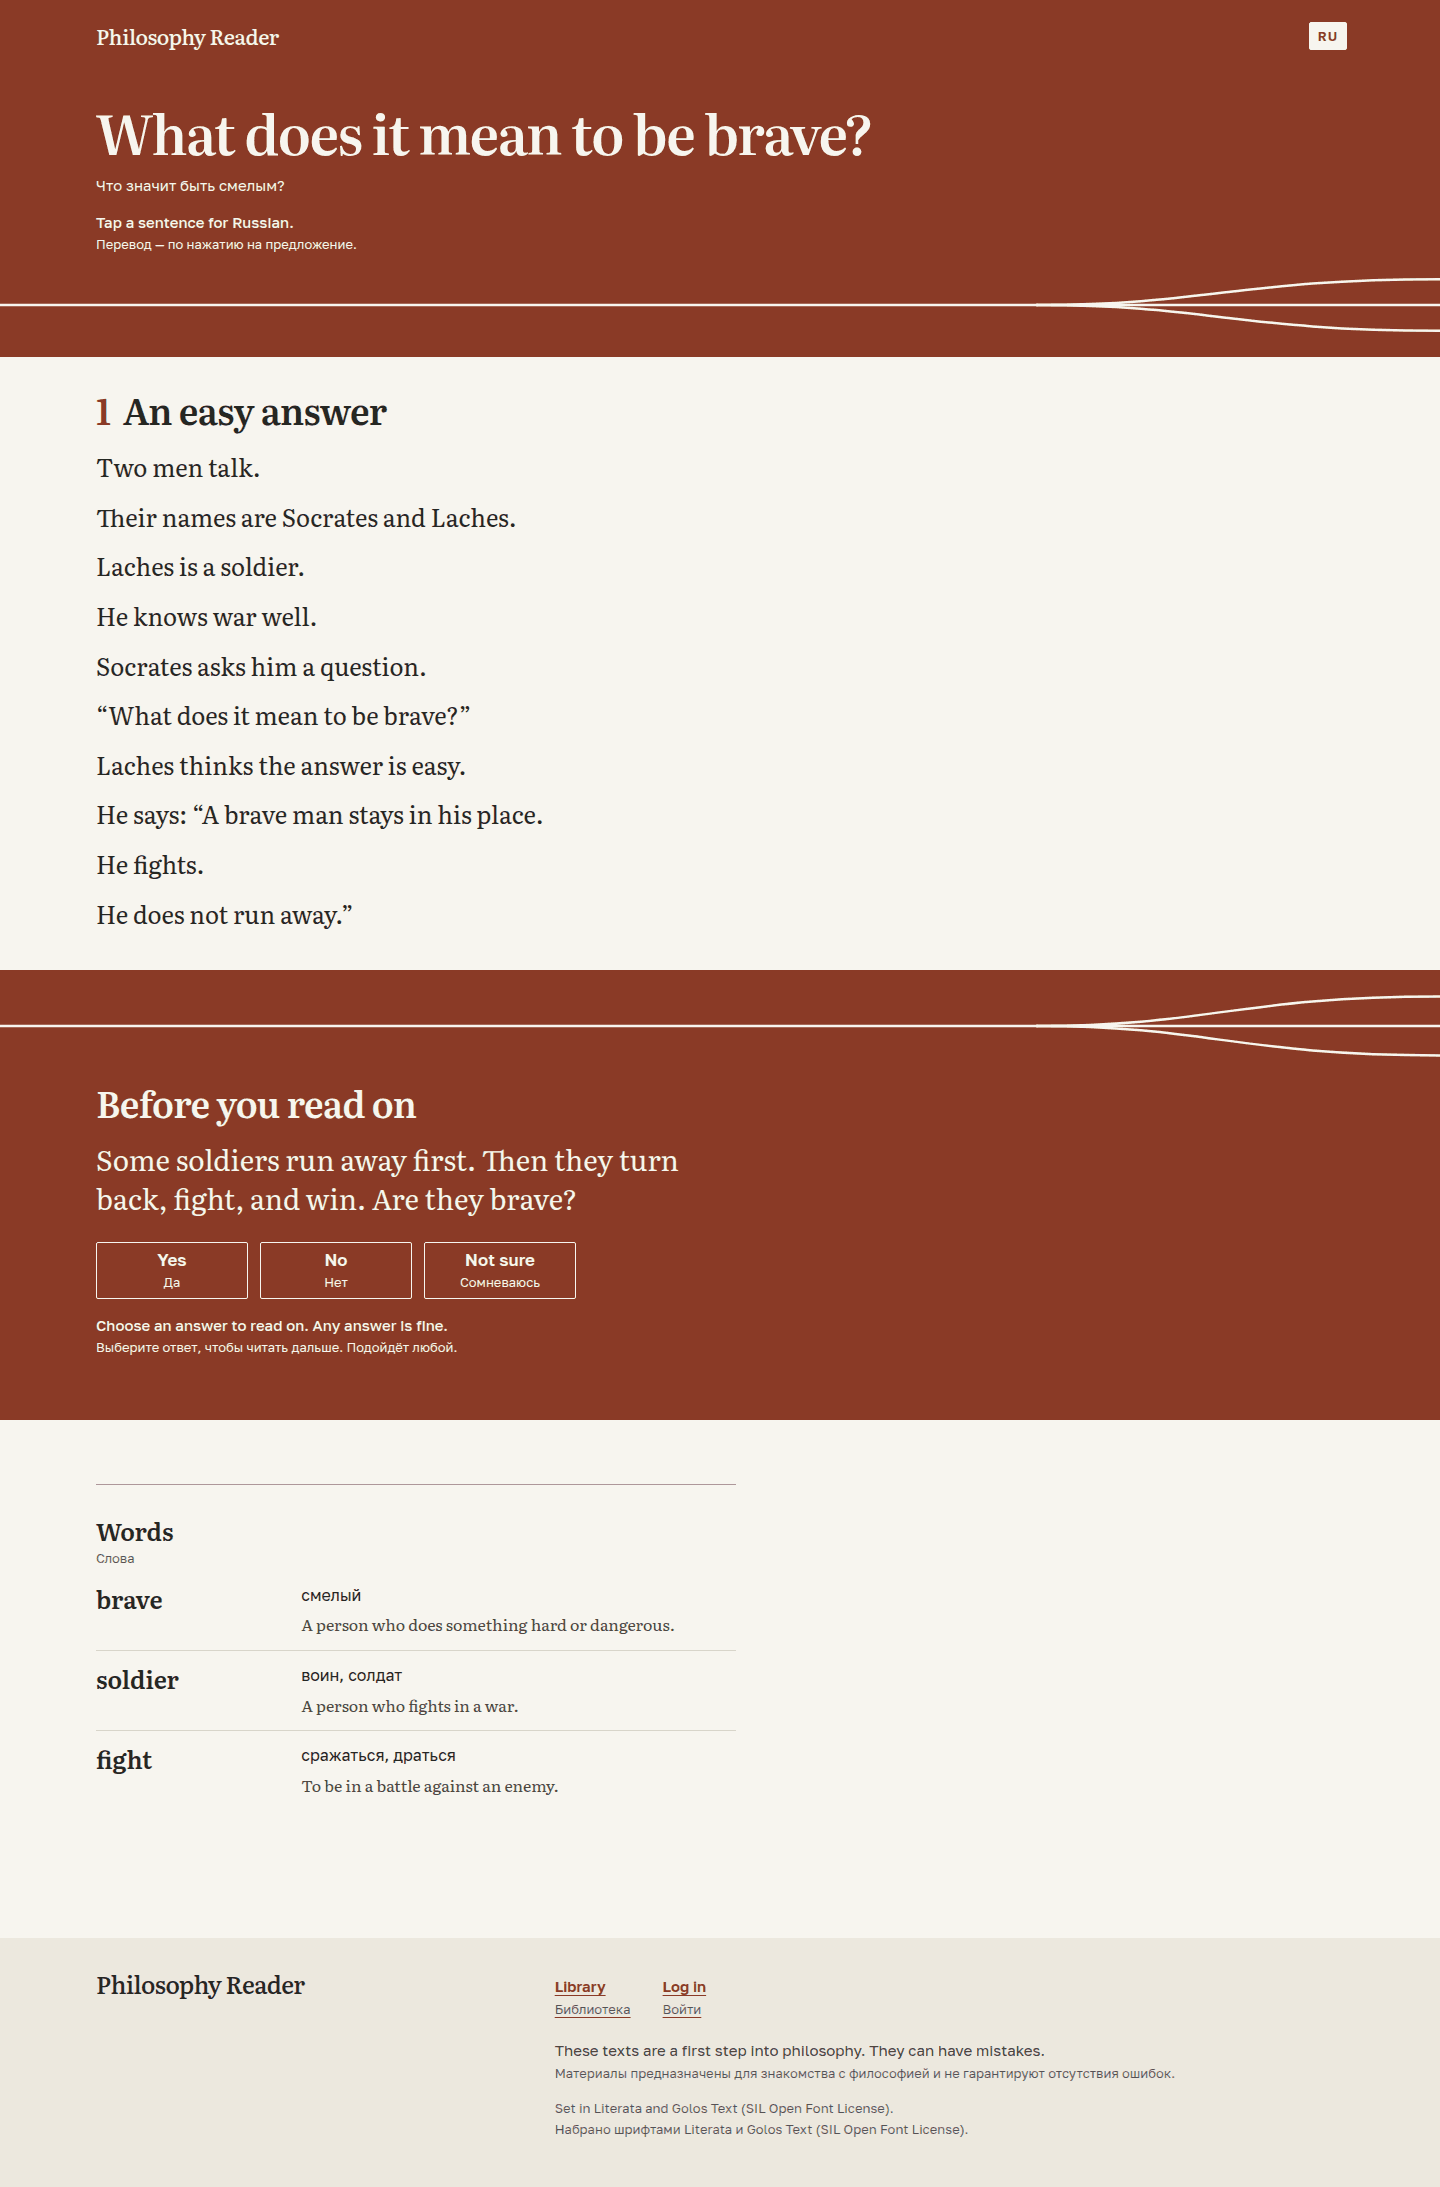 Philosophy Reader
RU
What does it mean to be brave?
Что значит быть смелым?
Tap a sentence for Russian.
Перевод — по нажатию на предложение.
1 An easy answer
Two men talk.
Their names are Socrates and Laches.
Laches is a soldier.
He knows war well.
Socrates asks him a question.
“What does it mean to be brave?”
Laches thinks the answer is easy.
He says: “A brave man stays in his place.
He fights.
He does not run away.”
Before you read on
Some soldiers run away first. Then they turn
back, fight, and win. Are they brave?
Yes
Да
No
Нет
Not sure
Сомневаюсь
Choose an answer to read on. Any answer is fine.
Выберите ответ, чтобы читать дальше. Подойдёт любой.
Words
Слова
brave
смелый
A person who does something hard or dangerous.
soldier
воин, солдат
A person who fights in a war.
fight
сражаться, драться
To be in a battle against an enemy.
Philosophy Reader
Library
Библиотека
Log in
Войти
These texts are a first step into philosophy. They can have mistakes.
Материалы предназначены для знакомства с философией и не гарантируют отсутствия ошибок.
Set in Literata and Golos Text (SIL Open Font License).
Набрано шрифтами Literata и Golos Text (SIL Open Font License).